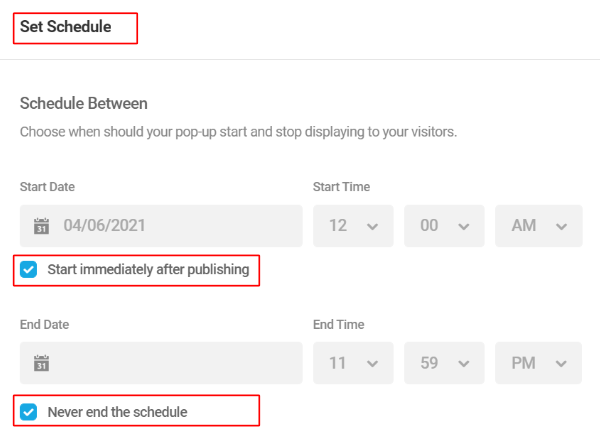 Set Schedule
Schedule Between
Choose when should your pop-up start and stop displaying to your visitors.
Start Date Start Time
31 04/06/2021 12 00 AM
Start immediately after publishing
End Date End Time
31 11 59 PM
Never end the schedule